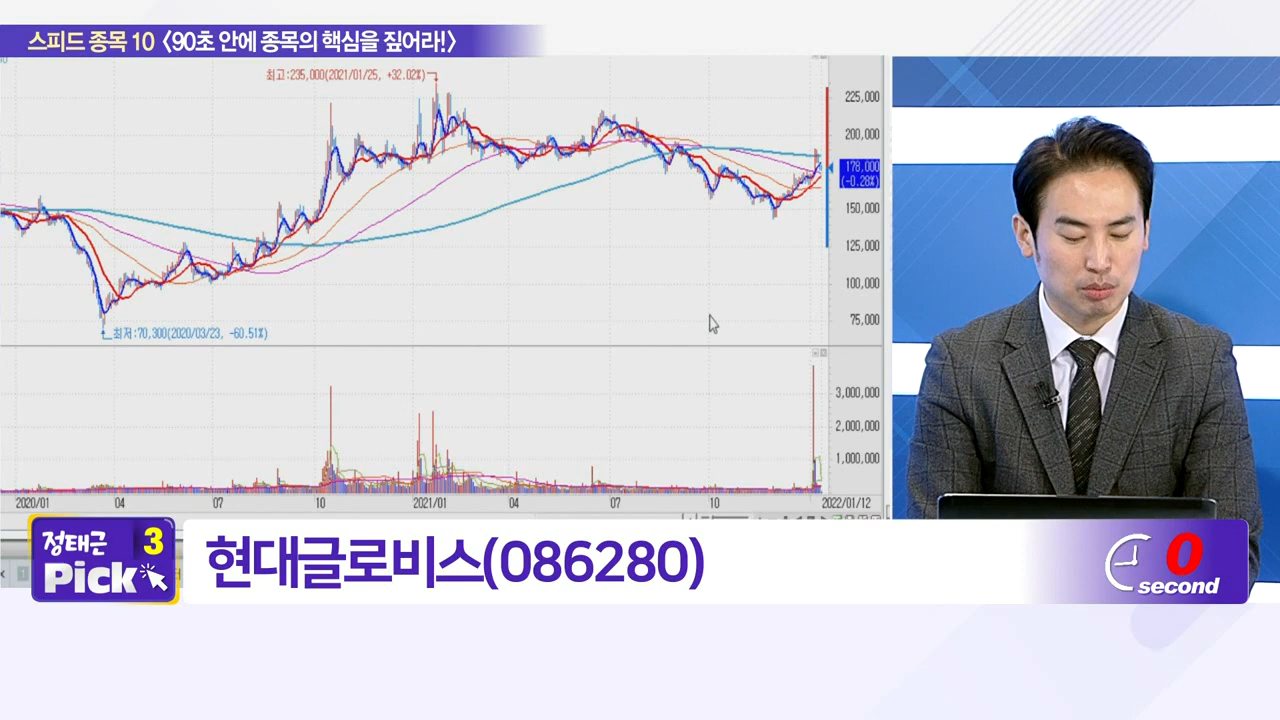 스피드 종목 10 〈90초 안에 종목의 핵심을 짚어라!〉
최고:235,000(2021/01/25, +32.02%)
225,000
200,000
178,000
(-0.28%)
150,000
125,000
100,000
75,000
최저:70,300(2020/03/23, -60.51%)
3,000,000
2,000,000
1,000,000
2020/01 04 07 10 2021/01 04 07 10 2022/01/12
정태근 3
Pick
현대글로비스(086280)
0
second